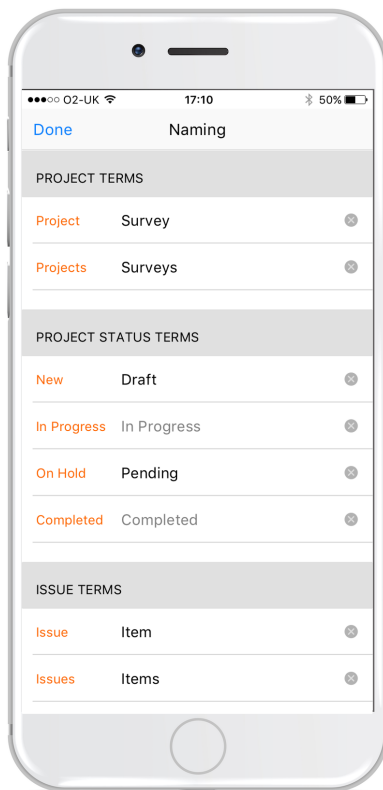 O2-UK 17:10 50%
Done Naming
PROJECT TERMS
Project Survey
Projects Surveys
PROJECT STATUS TERMS
New Draft
In Progress In Progress
On Hold Pending
Completed Completed
ISSUE TERMS
Issue Item
Issues Items